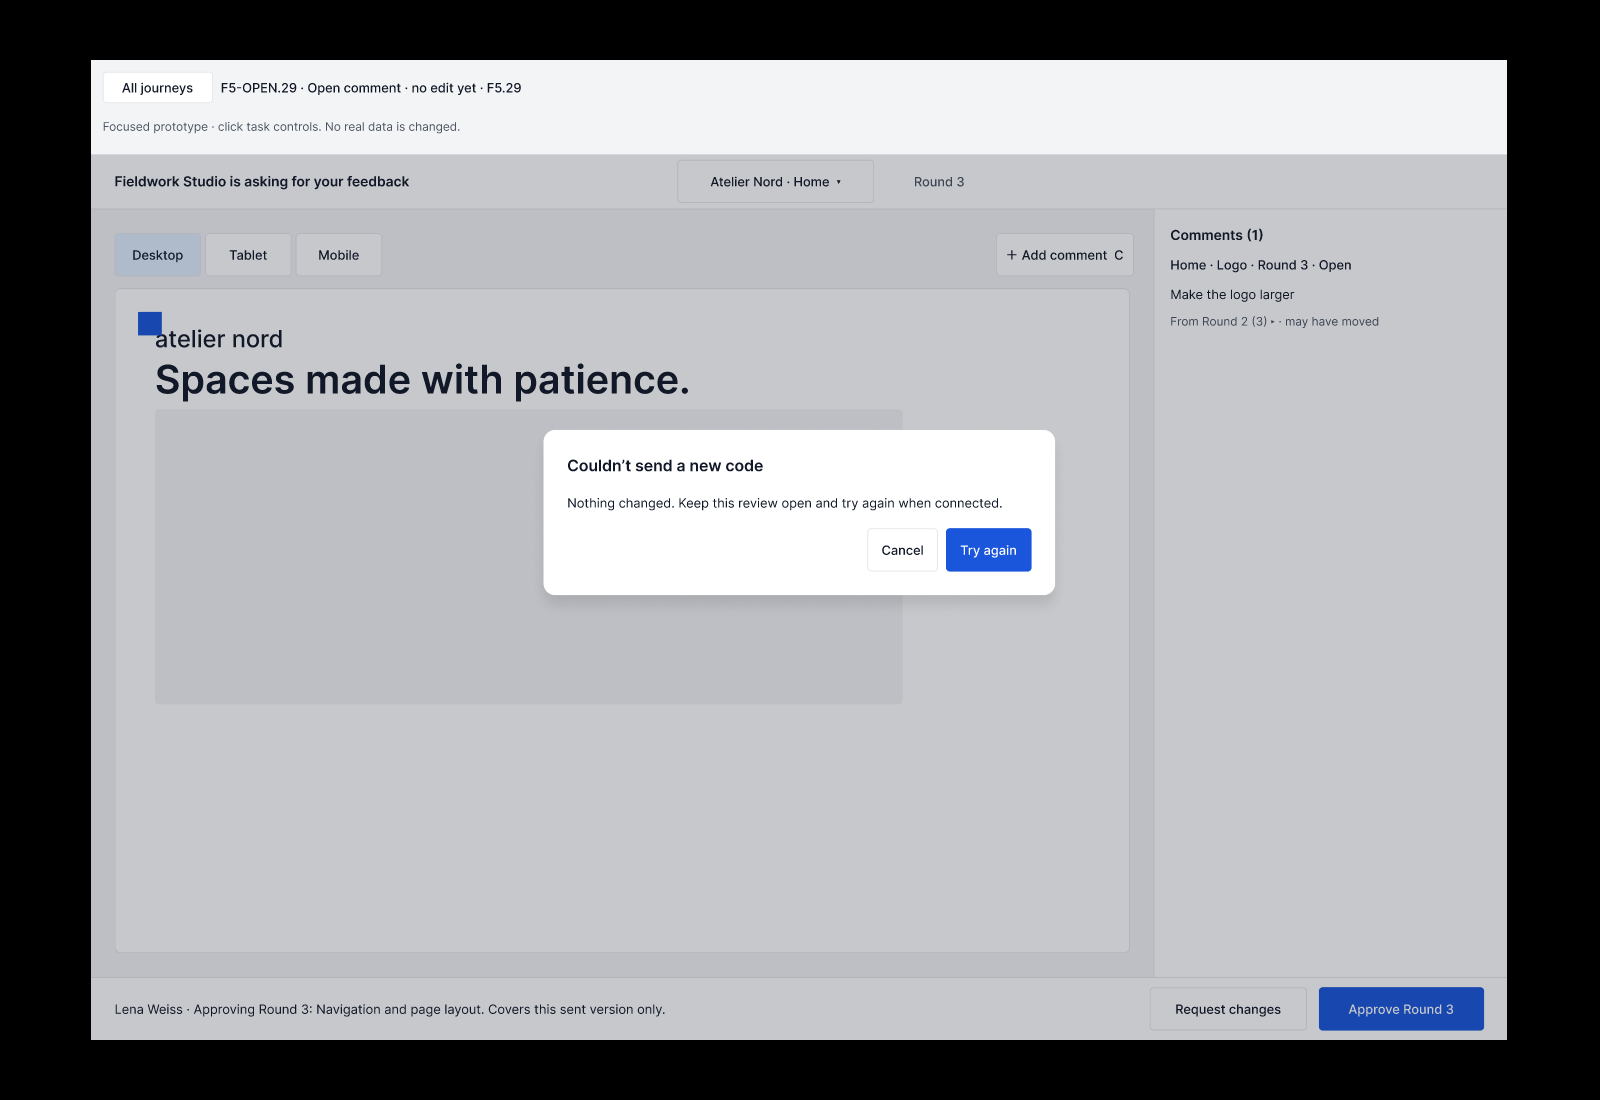 All journeys F5-OPEN.29 · Open comment · no edit yet · F5.29
Focused prototype · click task controls. No real data is changed.
Fieldwork Studio is asking for your feedback
Atelier Nord · Home ▾
Round 3
Desktop
Tablet
Mobile
+ Add comment C
atelier nord
Spaces made with patience.
Comments (1)
Home · Logo · Round 3 · Open
Make the logo larger
From Round 2 (3) ▸ · may have moved
Couldn’t send a new code
Nothing changed. Keep this review open and try again when connected.
Cancel
Try again
Lena Weiss · Approving Round 3: Navigation and page layout. Covers this sent version only.
Request changes
Approve Round 3